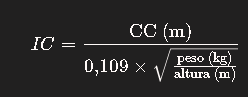 IC = CC (m) / 0,109 × √(peso (kg) / altura (m))